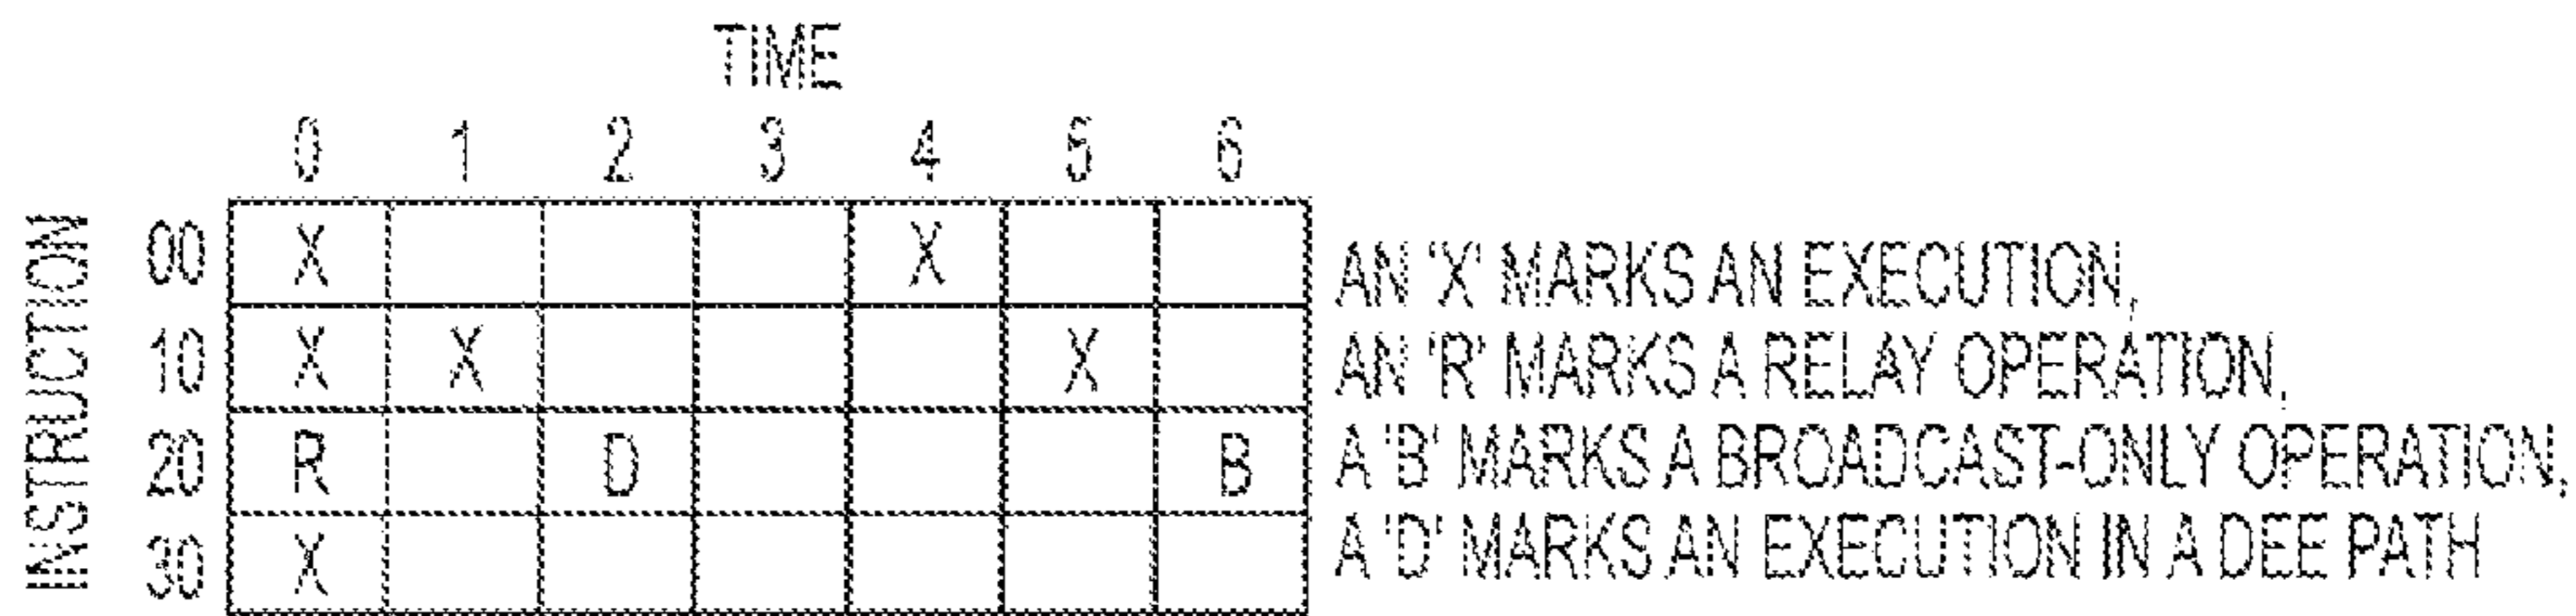 TIME
0 1 2 3 4 5 6
INSTRUCTION
00 X X AN 'X' MARKS AN EXECUTION,
10 X X X AN 'R' MARKS A RELAY OPERATION,
20 R D B A 'B' MARKS A BROADCAST-ONLY OPERATION,
30 X A 'D' MARKS AN EXECUTION IN A DEE PATH